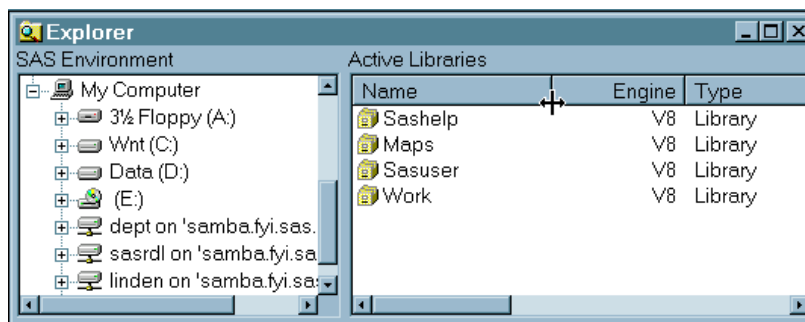 Explorer
SAS Environment
Active Libraries
My Computer
3½ Floppy (A:)
Wnt (C:)
Data (D:)
(E:)
dept on 'samba.fyi.sas.
sasrdl on 'samba.fyi.sa
linden on 'samba.fyi.sa
Name Engine Type
Sashelp V8 Library
Maps V8 Library
Sasuser V8 Library
Work V8 Library